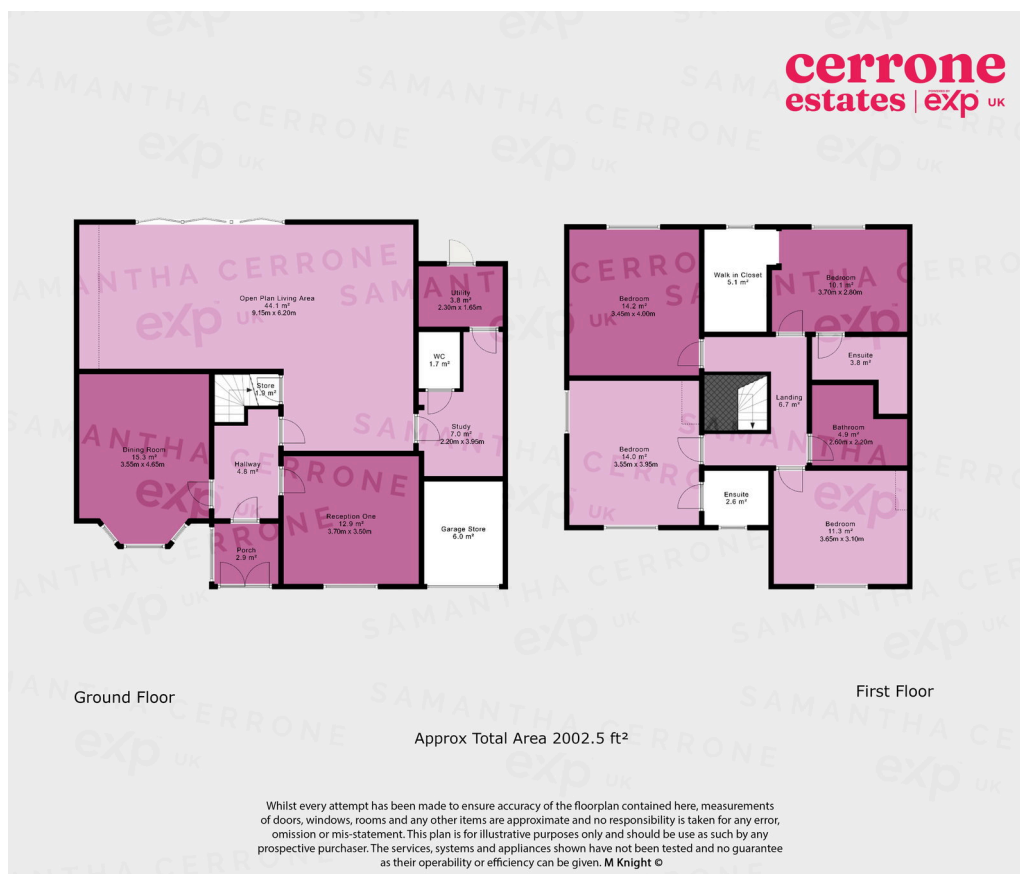 cerrone
estates | POWERED BY eXp UK
Open Plan Living Area
44.1 m²
9.15m x 6.20m
Utility
3.8 m²
2.30m x 1.65m
WC
1.7 m²
Store
1.9 m²
Study
7.0 m²
2.20m x 3.95m
Dining Room
15.3 m²
3.55m x 4.65m
Hallway
4.8 m²
Reception One
12.9 m²
3.70m x 3.50m
Garage Store
6.0 m²
Porch
2.9 m²
Bedroom
14.2 m²
3.45m x 4.00m
Walk in Closet
5.1 m²
Bedroom
10.1 m²
3.70m x 2.80m
Ensuite
3.8 m²
Landing
6.7 m²
Bathroom
4.9 m²
2.60m x 2.20m
Bedroom
14.0 m²
3.55m x 3.95m
Ensuite
2.6 m²
Bedroom
11.3 m²
3.65m x 3.10m
Ground Floor
First Floor
Approx Total Area 2002.5 ft²
Whilst every attempt has been made to ensure accuracy of the floorplan contained here, measurements
of doors, windows, rooms and any other items are approximate and no responsibility is taken for any error,
omission or mis-statement. This plan is for illustrative purposes only and should be use as such by any
prospective purchaser. The services, systems and appliances shown have not been tested and no guarantee
as their operability or efficiency can be given. M Knight ©
SAMANTHA CERRONE
eXp UK